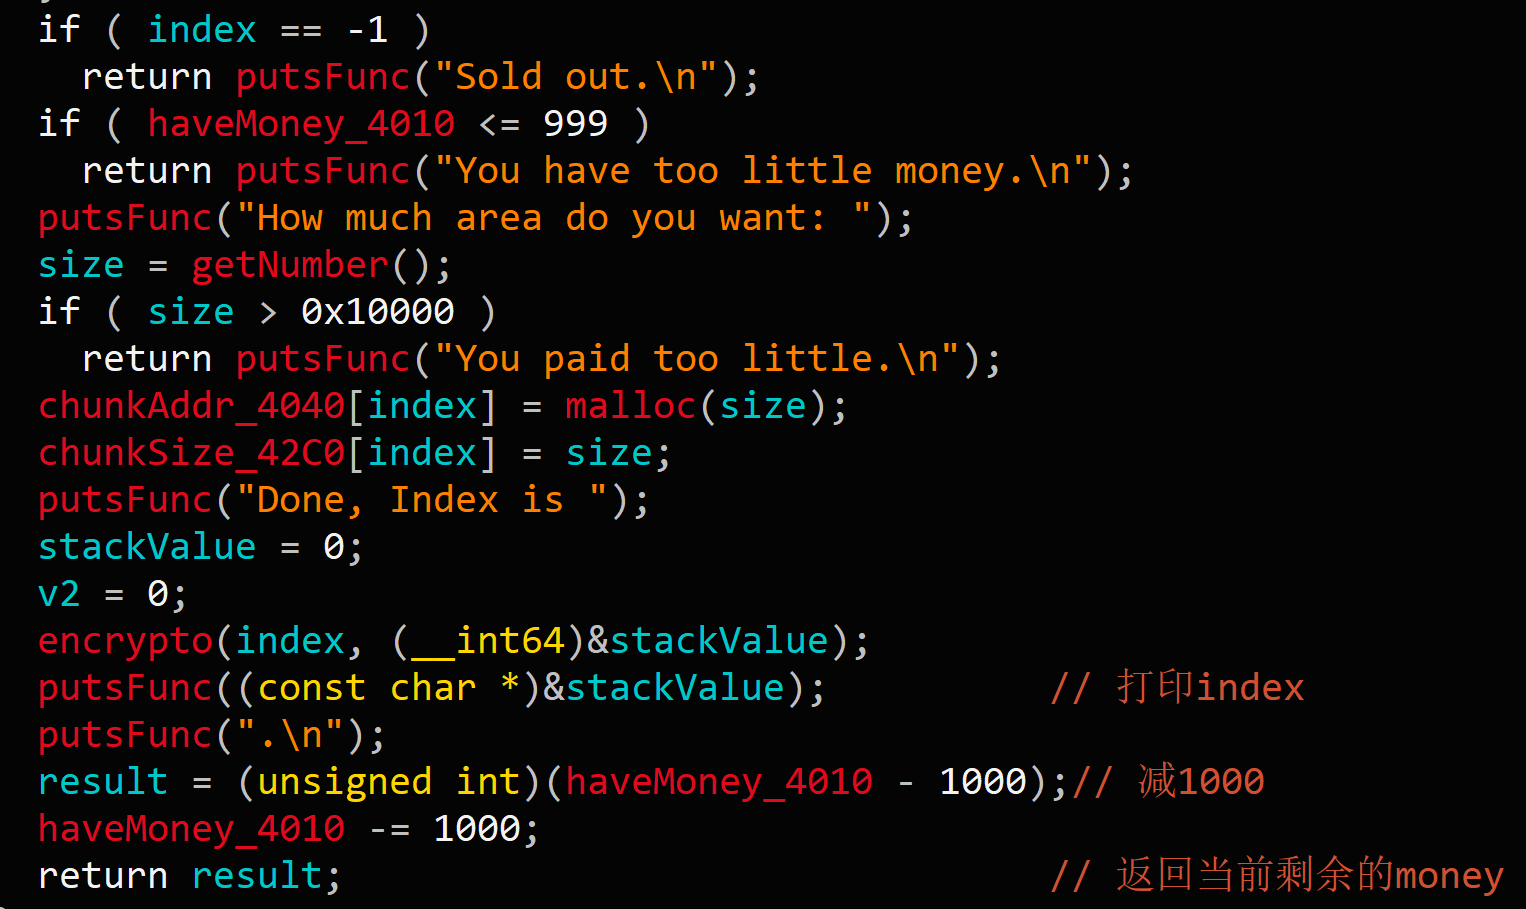 if ( index == -1 )
  return putsFunc("Sold out.\n");
if ( haveMoney_4010 <= 999 )
  return putsFunc("You have too little money.\n");
putsFunc("How much area do you want: ");
size = getNumber();
if ( size > 0x10000 )
  return putsFunc("You paid too little.\n");
chunkAddr_4040[index] = malloc(size);
chunkSize_42C0[index] = size;
putsFunc("Done, Index is ");
stackValue = 0;
v2 = 0;
encrypto(index, (__int64)&stackValue);
putsFunc((const char *)&stackValue);          // 打印index
putsFunc(".\n");
result = (unsigned int)(haveMoney_4010 - 1000);// 减1000
haveMoney_4010 -= 1000;
return result;                                // 返回当前剩余的money